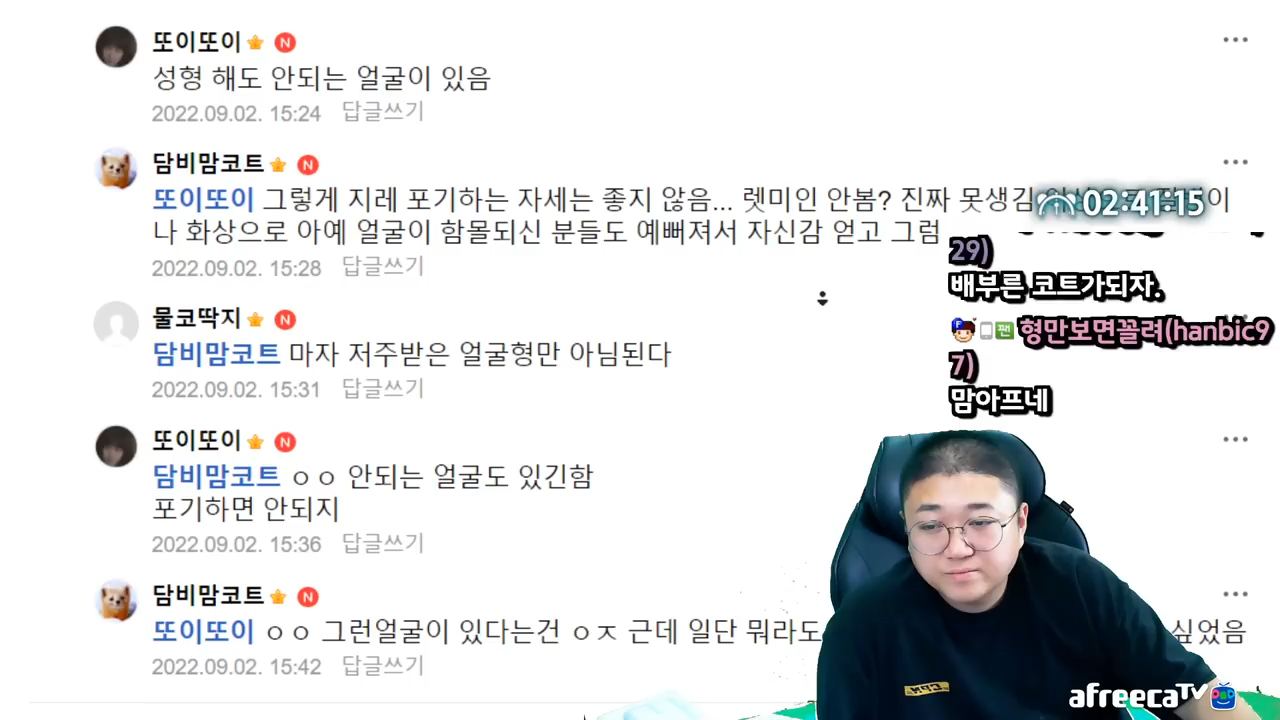 또이또이
성형 해도 안되는 얼굴이 있음
2022.09.02. 15:24 답글쓰기
담비맘코트
또이또이 그렇게 지레 포기하는 자세는 좋지 않음... 렛미인 안봄? 진짜 못생김
나 화상으로 아예 얼굴이 함몰되신 분들도 예뻐져서 자신감 얻고 그럼
2022.09.02. 15:28 답글쓰기
물코딱지
담비맘코트 마자 저주받은 얼굴형만 아님된다
2022.09.02. 15:31 답글쓰기
또이또이
담비맘코트 ㅇㅇ 안되는 얼굴도 있긴함
포기하면 안되지
2022.09.02. 15:36 답글쓰기
담비맘코트
또이또이 ㅇㅇ 그런얼굴이 있다는건 ㅇㅈ 근데 일단 뭐라도 싶었음
2022.09.02. 15:42 답글쓰기
02:41:15
29)
배부른 코트가되자.
팬 형만보면꼴려(hanbic9
7)
맘아프네
afreecaTV